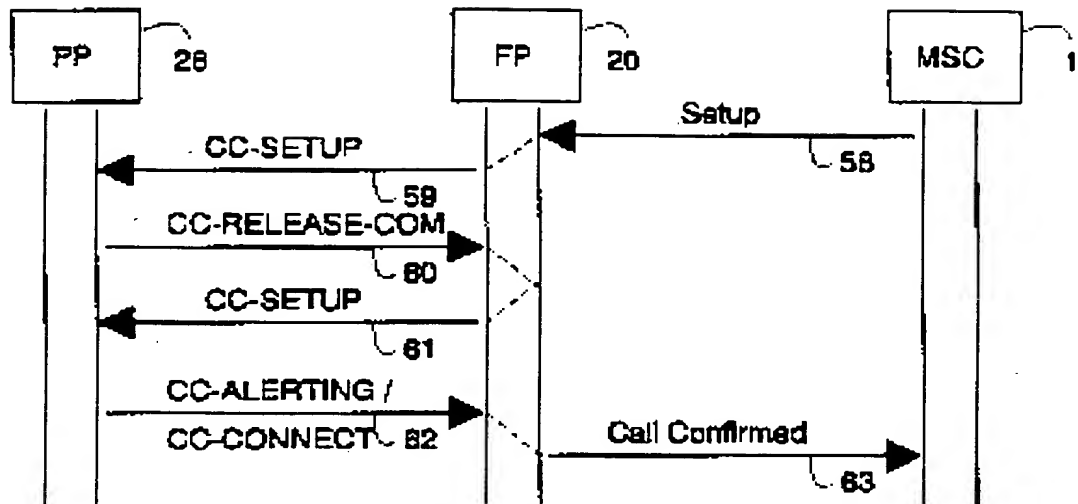 PP 28 FP 20 MSC 1
Setup
58
CC-SETUP
59
CC-RELEASE-COM
60
CC-SETUP
61
CC-ALERTING /
CC-CONNECT 62
Call Confirmed
63